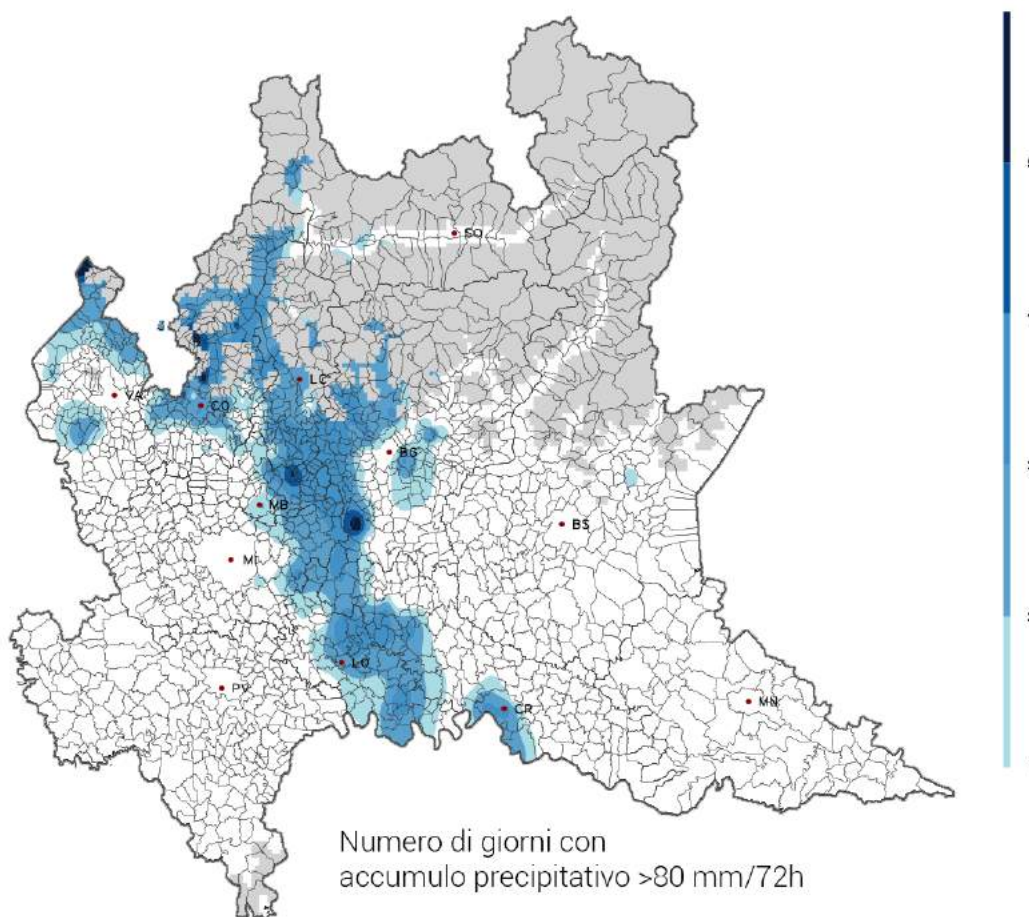 SO
LC
VA
CO
BG
MB
BS
MI
LO
PV
CR
MN
Numero di giorni con
accumulo precipitativo >80 mm/72h